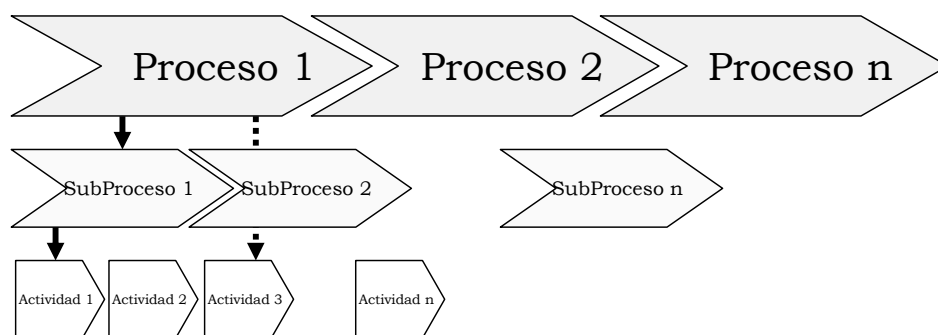 Proceso 1
Proceso 2
Proceso n
SubProceso 1
SubProceso 2
SubProceso n
Actividad 1
Actividad 2
Actividad 3
Actividad n